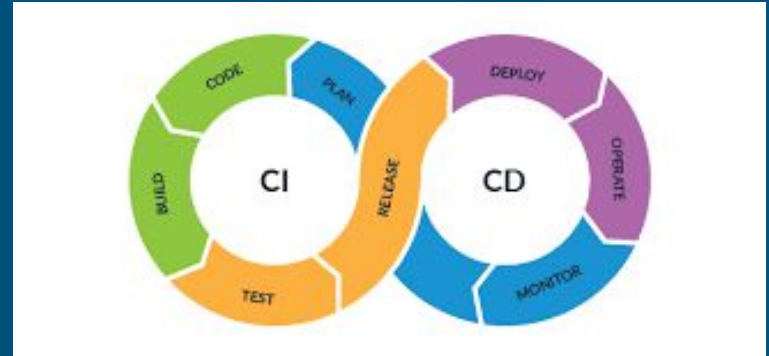 CODE
PLAN
BUILD
CI
TEST
RELEASE
DEPLOY
CD
OPERATE
MONITOR